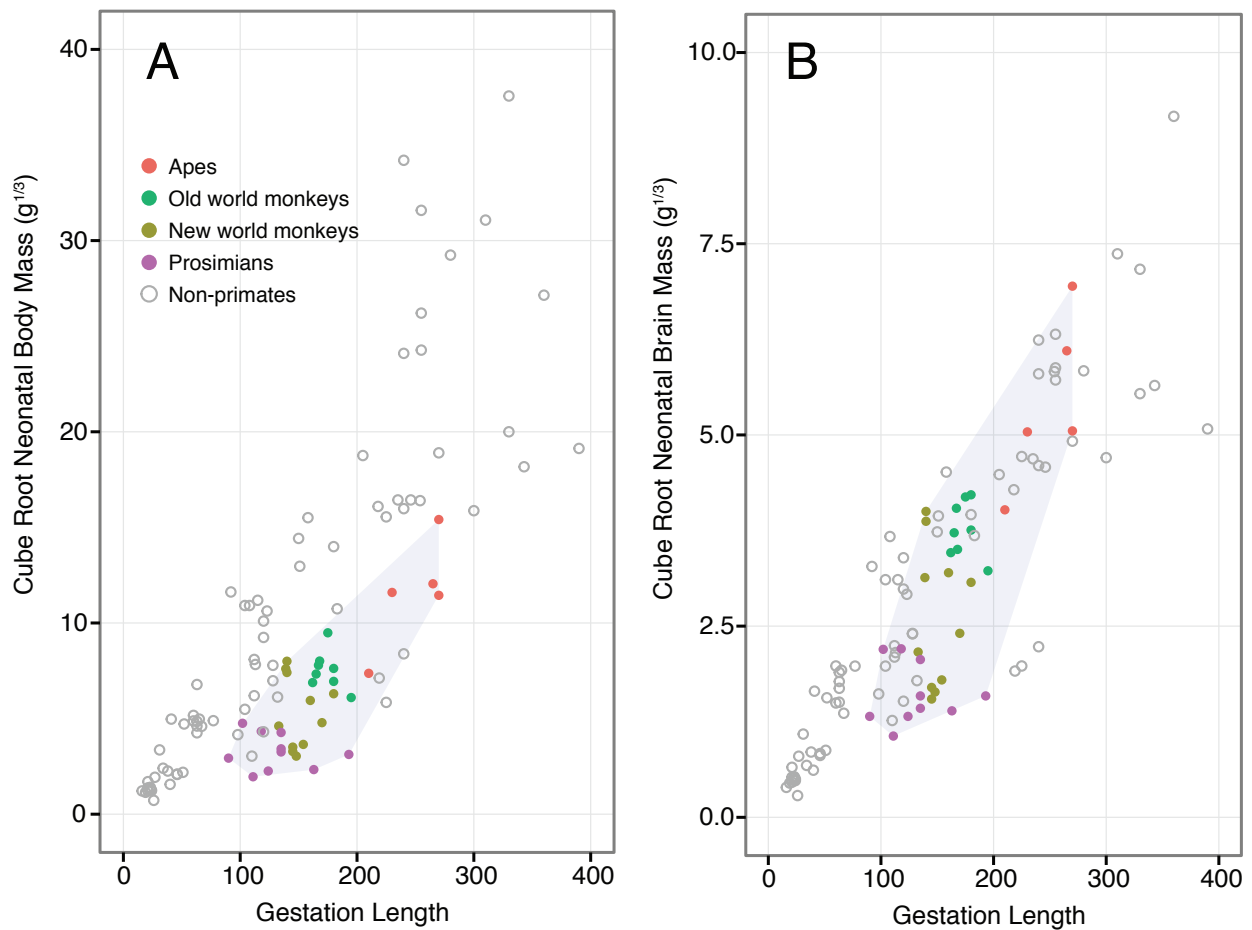 A
Cube Root Neonatal Body Mass (g1/3)
40
30
20
10
0
Apes
Old world monkeys
New world monkeys
Prosimians
Non-primates
0 100 200 300 400
Gestation Length
B
Cube Root Neonatal Brain Mass (g1/3)
10.0
7.5
5.0
2.5
0.0
0 100 200 300 400
Gestation Length